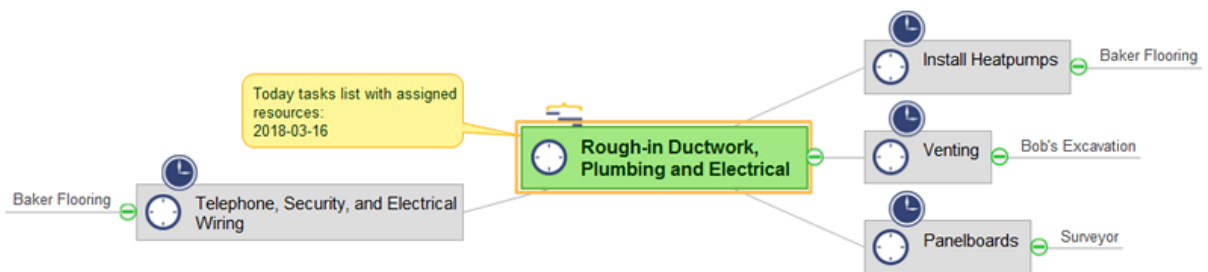 Today tasks list with assigned
resources:
2018-03-16
Rough-in Ductwork,
Plumbing and Electrical
Install Heatpumps
Baker Flooring
Venting
Bob's Excavation
Panelboards
Surveyor
Telephone, Security, and Electrical
Wiring
Baker Flooring